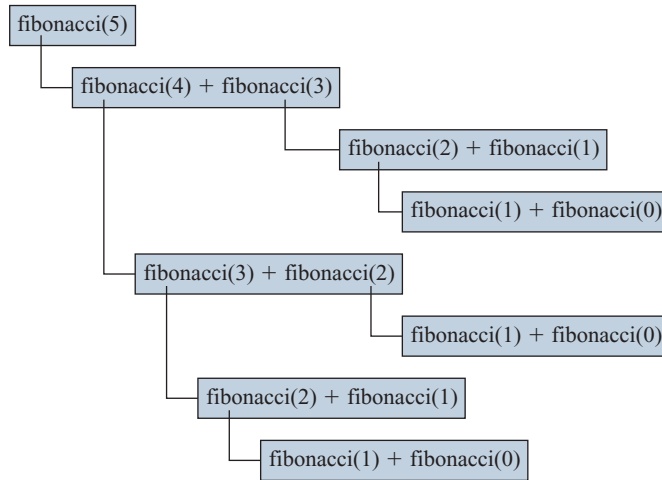 fibonacci(5)
fibonacci(4) + fibonacci(3)
fibonacci(2) + fibonacci(1)
fibonacci(1) + fibonacci(0)
fibonacci(3) + fibonacci(2)
fibonacci(1) + fibonacci(0)
fibonacci(2) + fibonacci(1)
fibonacci(1) + fibonacci(0)